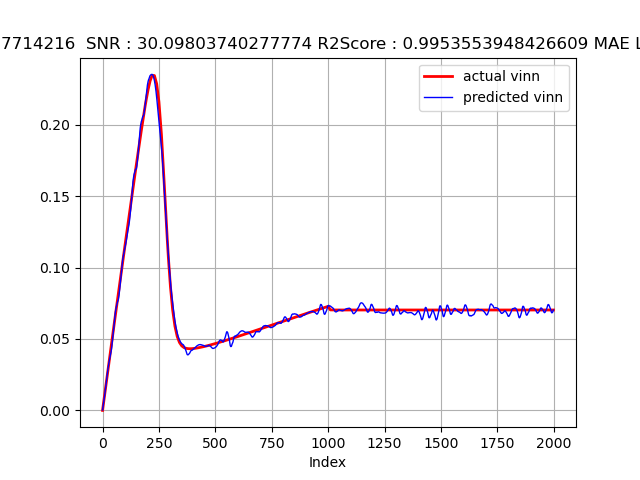 7714216 SNR : 30.09803740277774 R2Score : 0.9953553948426609 MAE L
actual vinn
predicted vinn
0.20
0.15
0.10
0.05
0.00
0 250 500 750 1000 1250 1500 1750 2000
Index